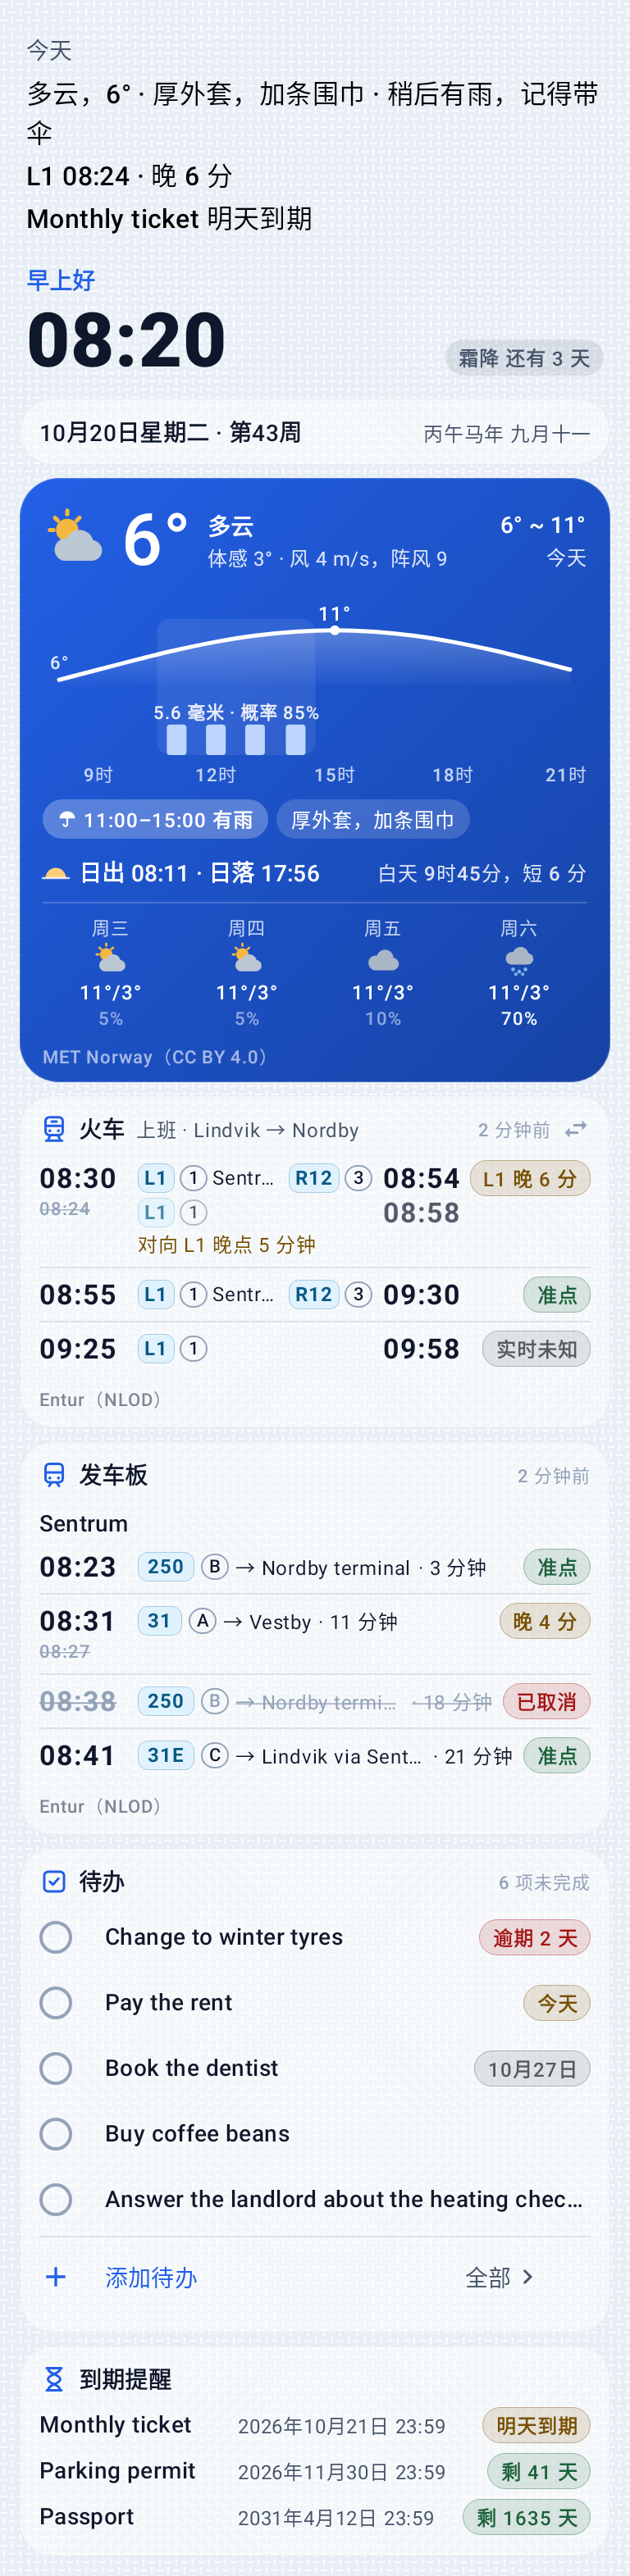 今天
多云，6° · 厚外套，加条围巾 · 稍后有雨，记得带伞
L1 08:24 · 晚 6 分
Monthly ticket 明天到期
早上好
08:20
霜降 还有 3 天
10月20日星期二 · 第43周
丙午马年 九月十一
6° 多云 6° ~ 11°
体感 3° · 风 4 m/s，阵风 9 今天
11°
6°
5.6 毫米 · 概率 85%
9时 12时 15时 18时 21时
11:00–15:00 有雨 厚外套，加条围巾
日出 08:11 · 日落 17:56 白天 9时45分，短 6 分
周三 周四 周五 周六
11°/3° 11°/3° 11°/3° 11°/3°
5% 5% 10% 70%
MET Norway（CC BY 4.0）
火车 上班 · Lindvik → Nordby 2 分钟前
08:30 L1 1 Sentr… R12 3 08:54 L1 晚 6 分
08:24 L1 1 08:58
对向 L1 晚点 5 分钟
08:55 L1 1 Sentr… R12 3 09:30 准点
09:25 L1 1 09:58 实时未知
Entur（NLOD）
发车板 2 分钟前
Sentrum
08:23 250 B → Nordby terminal · 3 分钟 准点
08:31 31 A → Vestby · 11 分钟 晚 4 分
08:27
08:38 250 B → Nordby termi… · 18 分钟 已取消
08:41 31E C → Lindvik via Sent… · 21 分钟 准点
Entur（NLOD）
待办 6 项未完成
Change to winter tyres 逾期 2 天
Pay the rent 今天
Book the dentist 10月27日
Buy coffee beans
Answer the landlord about the heating chec…
添加待办 全部
到期提醒
Monthly ticket 2026年10月21日 23:59 明天到期
Parking permit 2026年11月30日 23:59 剩 41 天
Passport 2031年4月12日 23:59 剩 1635 天